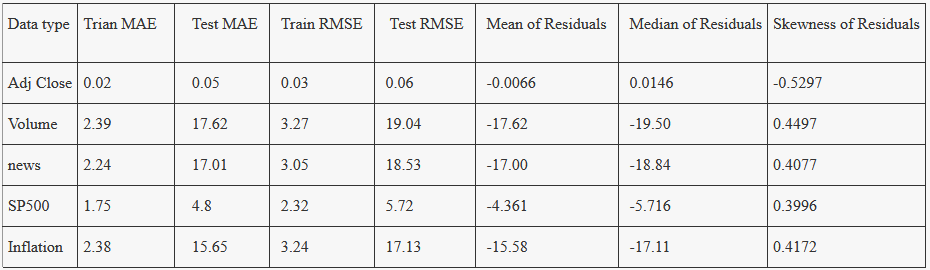 Data type Trian MAE Test MAE Train RMSE Test RMSE Mean of Residuals Median of Residuals Skewness of Residuals
Adj Close 0.02 0.05 0.03 0.06 -0.0066 0.0146 -0.5297
Volume 2.39 17.62 3.27 19.04 -17.62 -19.50 0.4497
news 2.24 17.01 3.05 18.53 -17.00 -18.84 0.4077
SP500 1.75 4.8 2.32 5.72 -4.361 -5.716 0.3996
Inflation 2.38 15.65 3.24 17.13 -15.58 -17.11 0.4172